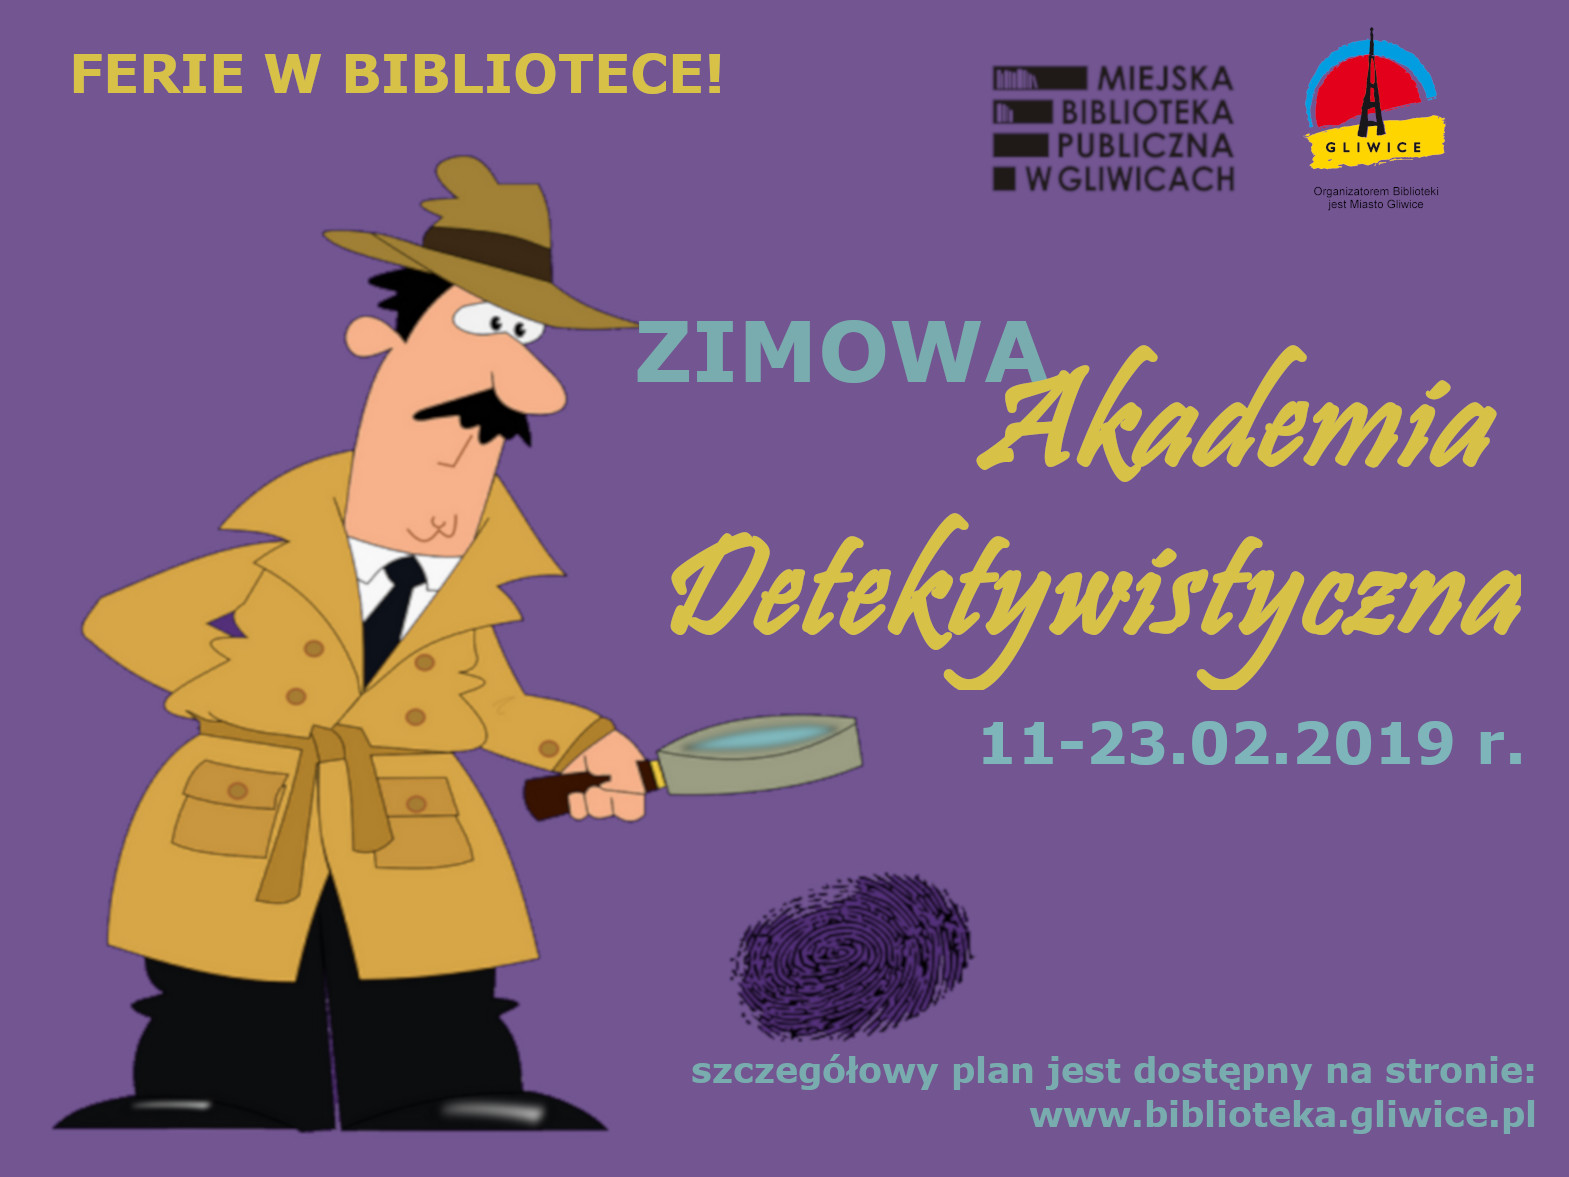 FERIE W BIBLIOTECE!
MIEJSKA
BIBLIOTEKA
PUBLICZNA
W GLIWICACH
GLIWICE
Organizatorem Biblioteki
jest Miasto Gliwice
ZIMOWA
Akademia
Detektywistyczna
11-23.02.2019 r.
szczegółowy plan jest dostępny na stronie:
www.biblioteka.gliwice.pl